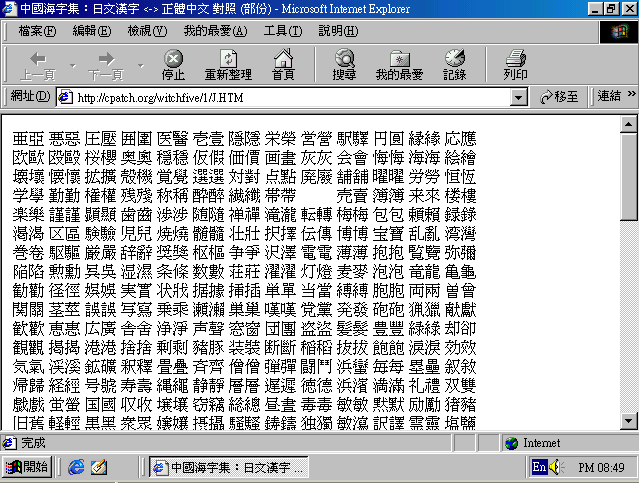 中國海字集：日文漢字 <-> 正體中文 對照 (部份) - Microsoft Internet Explorer
檔案(F) 編輯(E) 檢視(V) 我的最愛(A) 工具(T) 說明(H)
上一頁 下一頁 停止 重新整理 首頁 搜尋 我的最愛 記錄 列印
網址(D) http://cpatch.org/witchfive/1/J.HTM 移至 連結 »
亜亞 悪惡 圧壓 囲圍 医醫 壱壹 隠隱 栄榮 営營 駅驛 円圓 縁緣 応應
欧歐 殴毆 桜櫻 奥奧 穏穩 仮假 価價 画畫 灰灰 会會 悔悔 海海 絵繪
壊壞 懐懷 拡擴 殻機 覚覺 選選 対對 点點 廃廢 舗舖 曜曜 労勞 恒恆
学學 勤勤 権權 残殘 称稱 酔醉 繊纖 帯帶 売賣 薄薄 来來 楼樓
楽樂 謹謹 顕顯 歯齒 渉涉 随隨 禅禪 滝瀧 転轉 梅梅 包包 頼賴 録錄
渇渴 区區 験驗 児兒 焼燒 髄髓 壮壯 択擇 伝傳 博博 宝寶 乱亂 湾灣
巻卷 駆驅 厳嚴 辞辭 奨獎 枢樞 争爭 沢澤 電電 薄薄 抱抱 覧覽 弥彌
陥陷 勲勳 呉吳 湿濕 条條 数數 荘莊 濯濯 灯燈 麦麥 泡泡 竜龍 亀龜
勧勸 径徑 娯娛 実實 状狀 据據 挿插 単單 当當 縛縛 胞胞 両兩 曽曾
関關 茎莖 誤誤 写寫 乗乘 瀬瀨 巣巢 嘆嘆 党黨 発發 砲砲 猟獵 献獻
歓歡 恵惠 広廣 舎舍 浄淨 声聲 窓窗 団團 盗盜 髪髮 豊豐 緑綠 却卻
観觀 掲揭 港港 捨捨 剰剩 豬豚 装裝 断斷 稲稻 抜拔 飽飽 涙淚 効效
気氣 渓溪 鉱礦 釈釋 畳疊 斉齊 僧僧 弾彈 闘鬥 浜蠻 毎每 塁壘 叙敘
帰歸 経經 号號 寿壽 縄繩 静靜 層層 遅遲 徳德 浜濱 満滿 礼禮 双雙
戯戲 蛍螢 国國 収收 壌壤 窃竊 総總 昼晝 毒毒 敏敏 黙默 励勵 猪豬
旧舊 軽輕 黒黑 衆眾 嬢孃 摂攝 騒騷 鋳鑄 独獨 敏 訳譯 霊靈 塩鹽
完成 Internet
開始 中國海字集：日文漢字 ... En PM 08:49